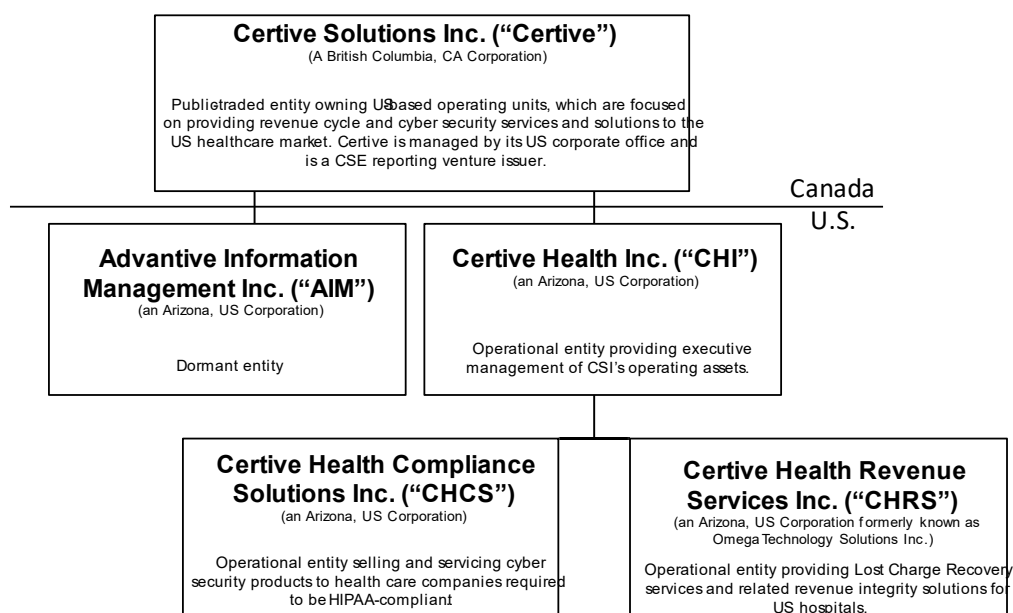 Certive Solutions Inc. (“Certive”)
(A British Columbia, CA Corporation)
Public-traded entity owning US-based operating units, which are focused
on providing revenue cycle and cyber security services and solutions to the
US healthcare market. Certive is managed by its US corporate office and
is a CSE reporting venture issuer.
Canada
U.S.
Advantive Information
Management Inc. (“AIM”)
(an Arizona, US Corporation)
Dormant entity
Certive Health Inc. (“CHI”)
(an Arizona, US Corporation)
Operational entity providing executive
management of CSI’s operating assets.
Certive Health Compliance
Solutions Inc. (“CHCS”)
(an Arizona, US Corporation)
Operational entity selling and servicing cyber
security products to health care companies required
to be HIPAA-compliant.
Certive Health Revenue
Services Inc. (“CHRS”)
(an Arizona, US Corporation formerly known as
Omega Technology Solutions Inc.)
Operational entity providing Lost Charge Recovery
services and related revenue integrity solutions for
US hospitals.